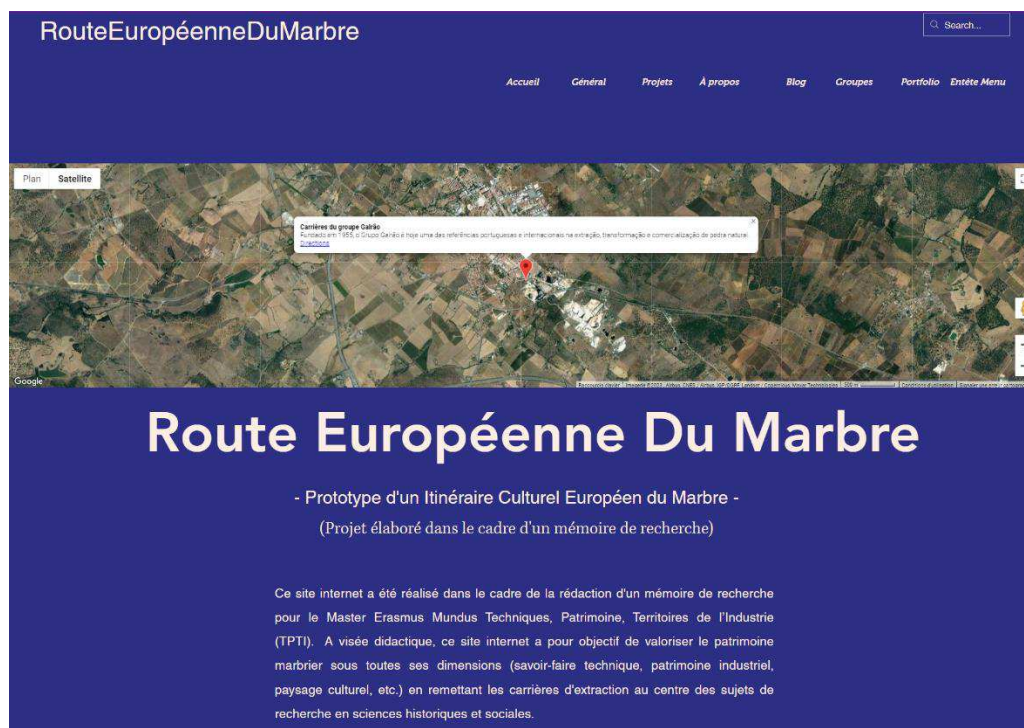 RouteEuropéenneDuMarbre
Search...
Accueil Général Projets À propos Blog Groupes Portfolio Entête Menu
Plan Satellite
Carrières du groupe Galrão
Fundado em 1955, o Grupo Galrão é hoje uma das referências portuguesas e internacionais na extração, transformação e comercialização de pedra natural.
Directions
Google
Route Européenne Du Marbre
- Prototype d'un Itinéraire Culturel Européen du Marbre -
(Projet élaboré dans le cadre d'un mémoire de recherche)
Ce site internet a été réalisé dans le cadre de la rédaction d'un mémoire de recherche
pour le Master Erasmus Mundus Techniques, Patrimoine, Territoires de l'Industrie
(TPTI). A visée didactique, ce site internet a pour objectif de valoriser le patrimoine
marbrier sous toutes ses dimensions (savoir-faire technique, patrimoine industriel,
paysage culturel, etc.) en remettant les carrières d'extraction au centre des sujets de
recherche en sciences historiques et sociales.